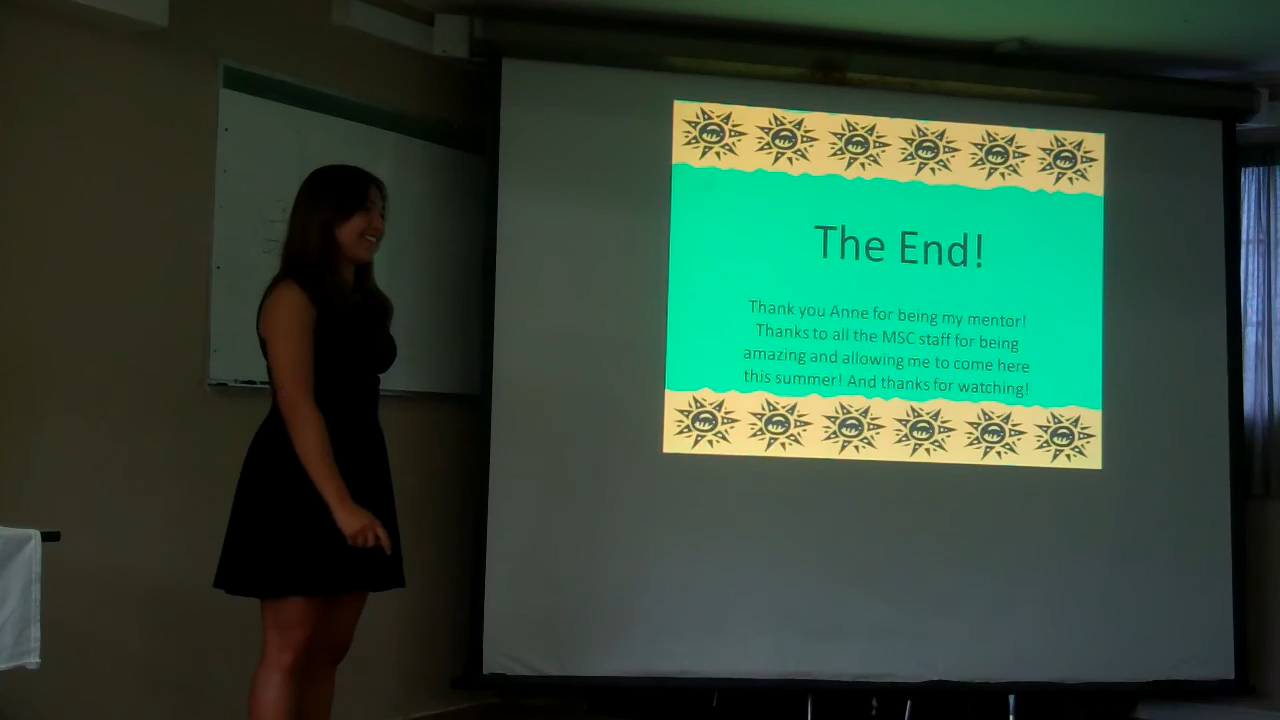 The End!
Thank you Anne for being my mentor!
Thanks to all the MSC staff for being
amazing and allowing me to come here
this summer! And thanks for watching!